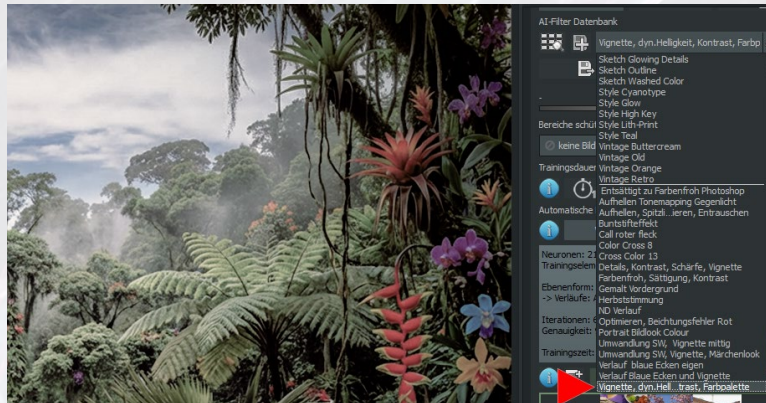 AI-Filter Datenbank
Vignette, dyn.Helligkeit, Kontrast, Farbp
Sketch Glowing Details
Sketch Outline
Sketch Washed Color
Style Cyanotype
Style Glow
Style High Key
Style Lith-Print
Style Teal
Vintage Buttercream
Vintage Old
Vintage Orange
Vintage Retro
Entsättigt zu Farbenfroh Photoshop
Aufhellen Tonemapping Gegenlicht
Aufhellen, Spitzli...ieren, Entrauschen
Buntstifteffekt
Call roter fleck
Color Cross 8
Cross Color 13
Details, Kontrast, Schärfe, Vignette
Farbenfroh, Sättigung, Kontrast
Gemalt Vordergrund
Herbststimmung
ND Verlauf
Optimieren, Beichtungsfehler Rot
Portrait Bildlook Colour
Umwandlung SW, Vignette mittig
Umwandlung SW, Vignette, Märchenlook
Verlauf blaue Ecken eigen
Verlauf Blaue Ecken und Vignette
Vignette, dyn.Hell...trast, Farbpalette
Bereiche schüt
keine Bild
Trainingsdauer
Automatische
Neuronen: 2
Trainingselem
Ebenenform:
-> Verläufe:
Iterationen:
Genauigkeit:
Trainingszeit: